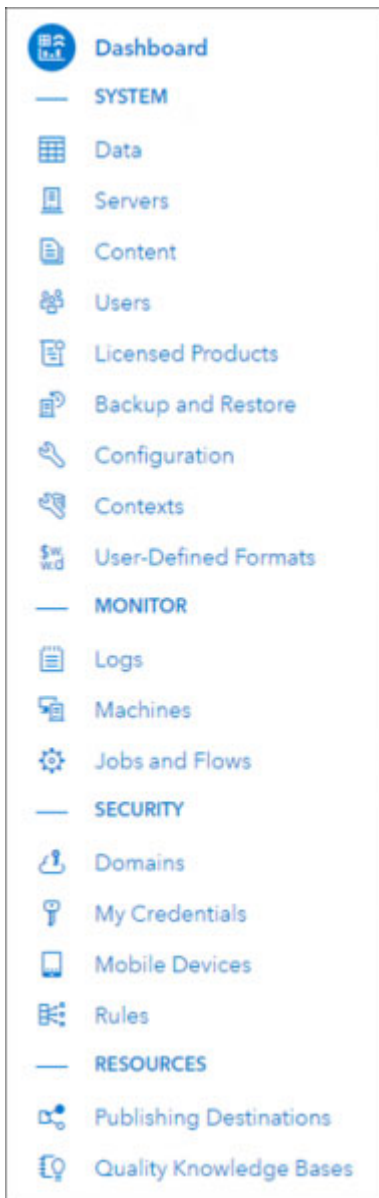 Dashboard
SYSTEM
Data
Servers
Content
Users
Licensed Products
Backup and Restore
Configuration
Contexts
$w.
w.d
User-Defined Formats
MONITOR
Logs
Machines
Jobs and Flows
SECURITY
Domains
My Credentials
Mobile Devices
Rules
RESOURCES
Publishing Destinations
Quality Knowledge Bases